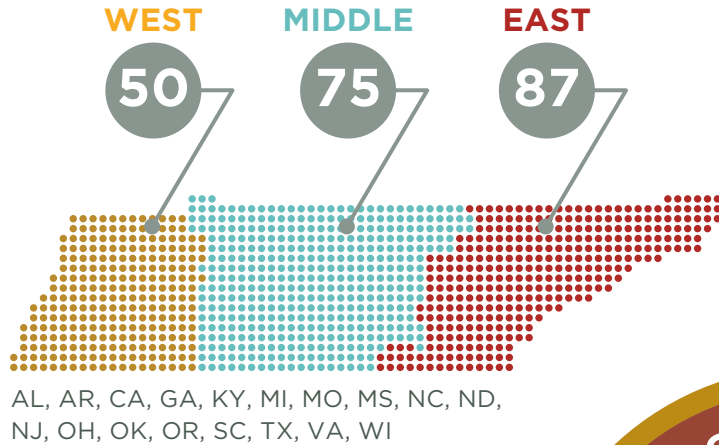 WEST MIDDLE EAST
50 75 87
AL, AR, CA, GA, KY, MI, MO, MS, NC, ND,
NJ, OH, OK, OR, SC, TX, VA, WI